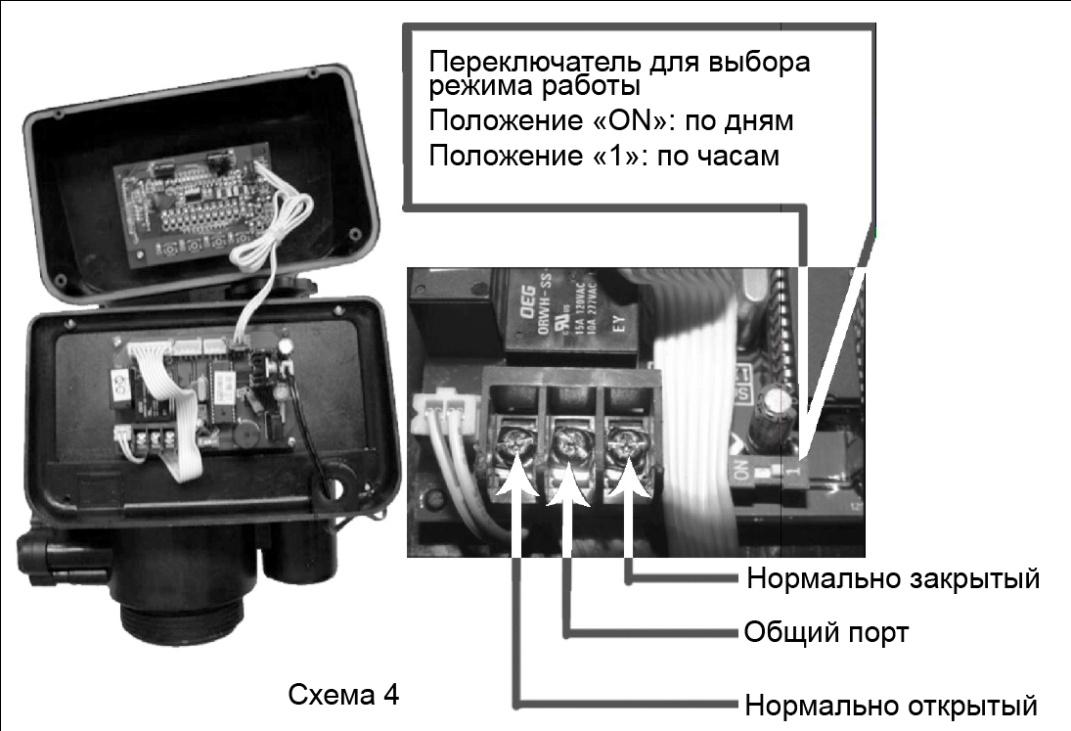 Переключатель для выбора
режима работы
Положение «ON»: по дням
Положение «1»: по часам
OEG
ORWH-SS
15A 120VAC
10A 277VAC
EY
ON
1
Нормально закрытый
Общий порт
Нормально открытый
Схема 4